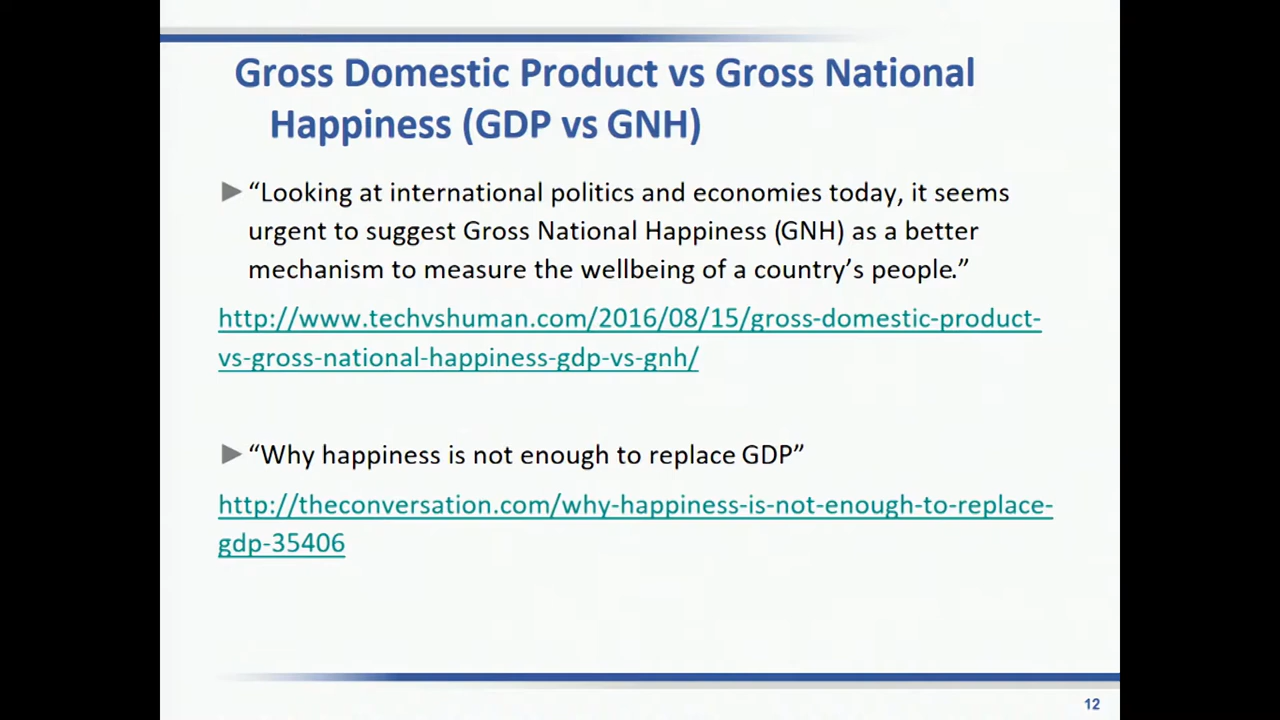 Gross Domestic Product vs Gross National
Happiness (GDP vs GNH)
► “Looking at international politics and economies today, it seems
urgent to suggest Gross National Happiness (GNH) as a better
mechanism to measure the wellbeing of a country’s people.”
http://www.techvshuman.com/2016/08/15/gross-domestic-product-
vs-gross-national-happiness-gdp-vs-gnh/
► “Why happiness is not enough to replace GDP”
http://theconversation.com/why-happiness-is-not-enough-to-replace-
gdp-35406
12